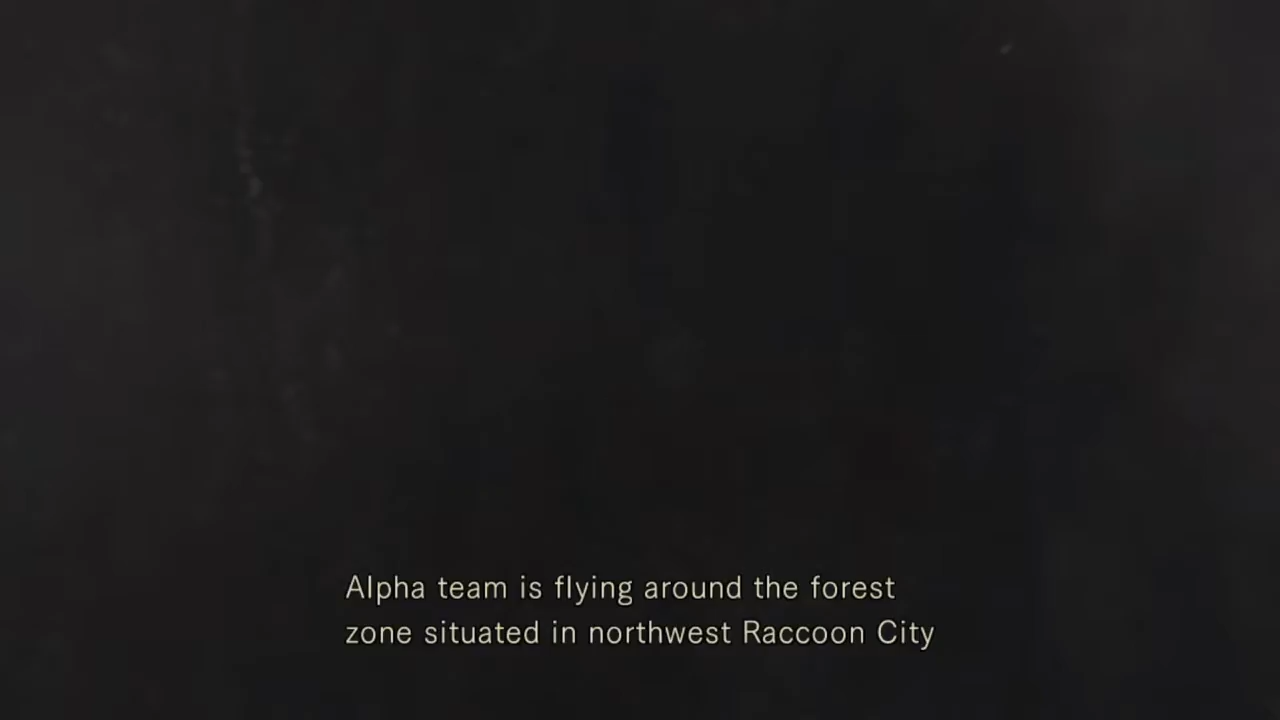 Alpha team is flying around the forest
zone situated in northwest Raccoon City